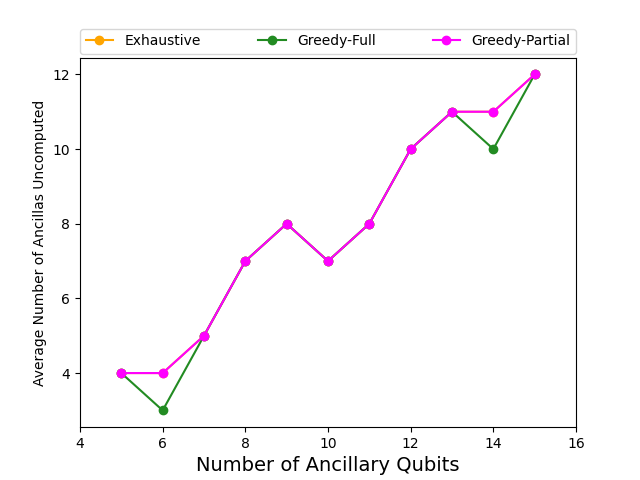 Exhaustive Greedy-Full Greedy-Partial
Average Number of Ancillas Uncomputed
12
10
8
6
4
4 6 8 10 12 14 16
Number of Ancillary Qubits